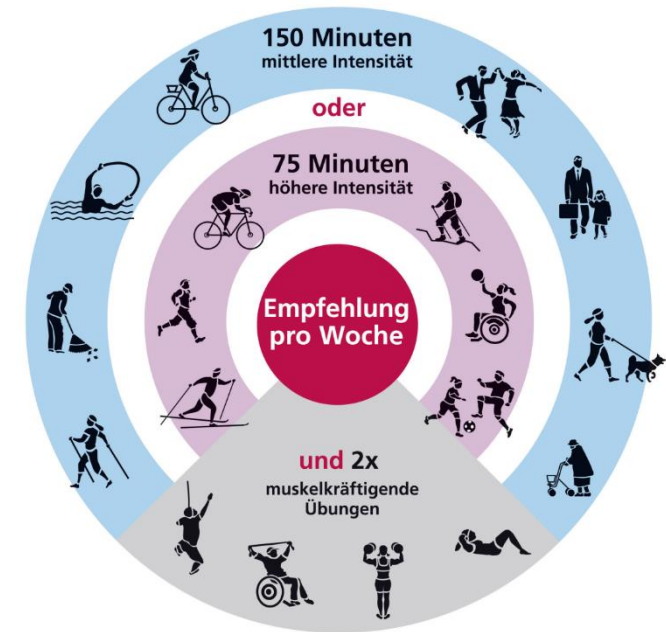 150 Minuten
mittlere Intensität
oder
75 Minuten
höhere Intensität
Empfehlung
pro Woche
und 2x
muskelkräftigende
Übungen